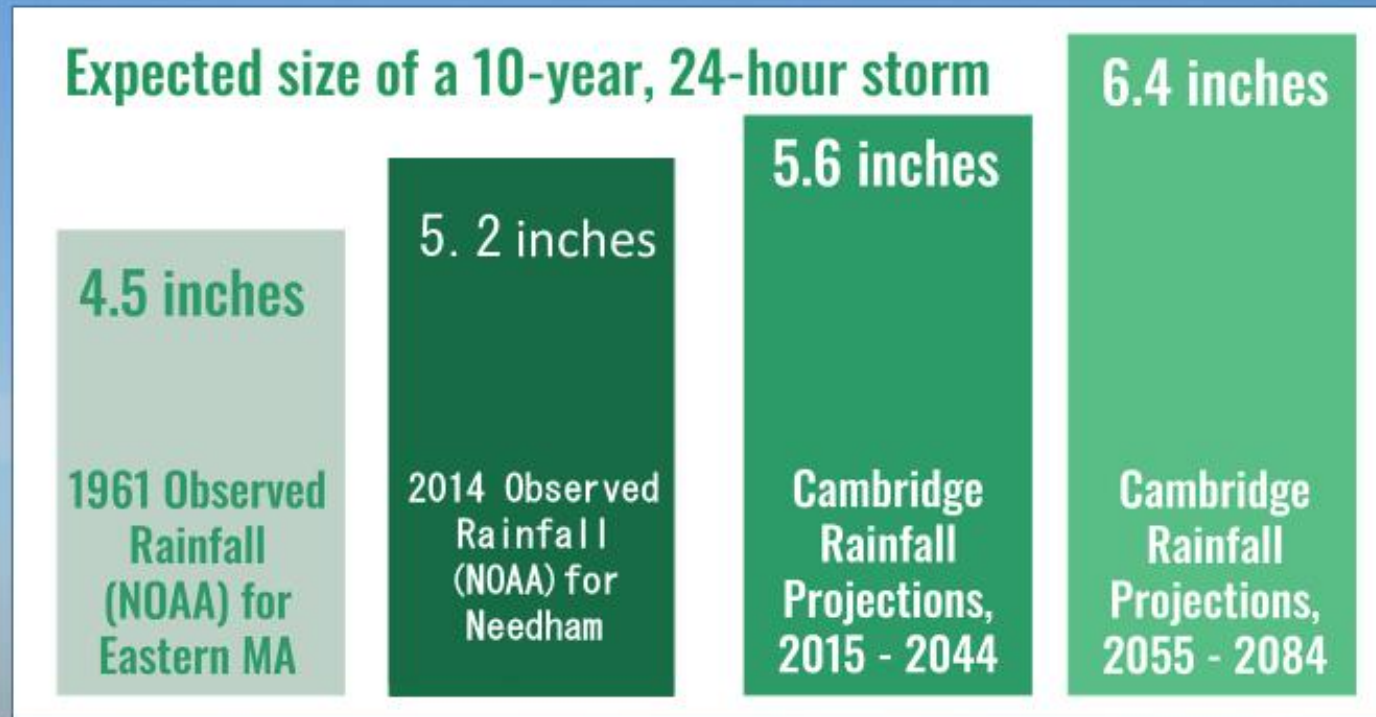 Expected size of a 10-year, 24-hour storm
4.5 inches
1961 Observed
Rainfall
(NOAA) for
Eastern MA
5. 2 inches
2014 Observed
Rainfall
(NOAA) for
Needham
5.6 inches
Cambridge
Rainfall
Projections,
2015 - 2044
6.4 inches
Cambridge
Rainfall
Projections,
2055 - 2084